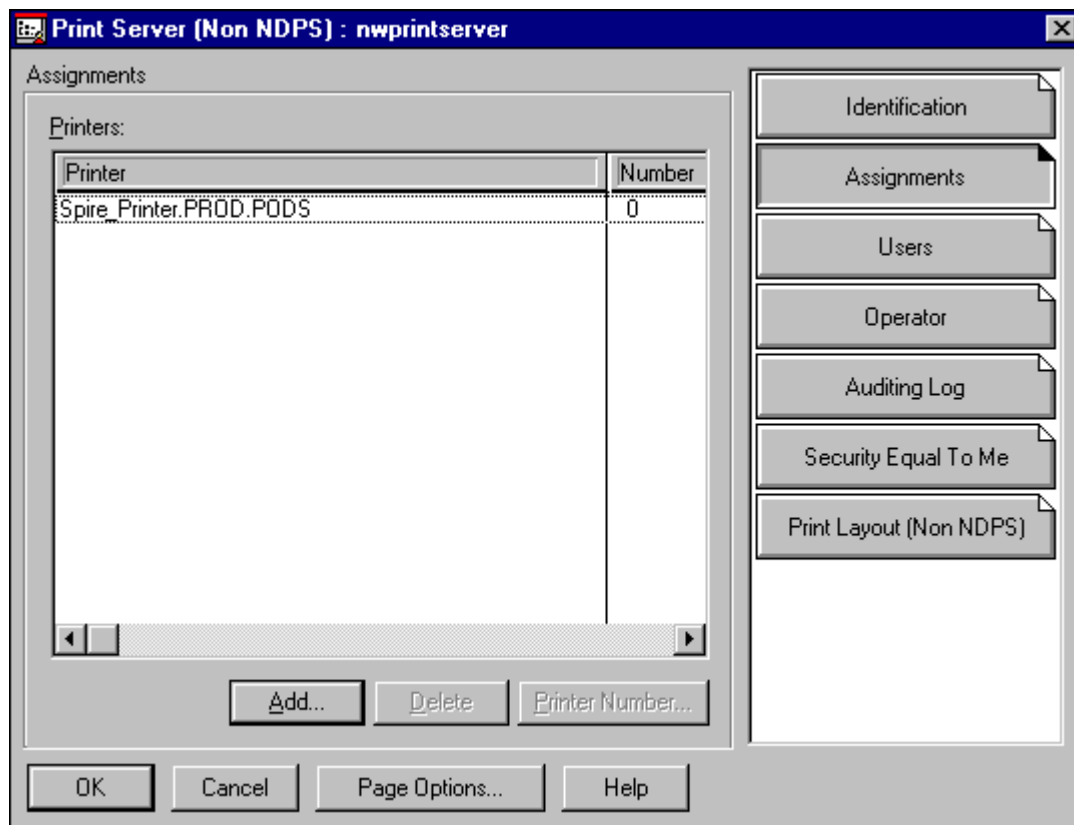 Print Server (Non NDPS) : nwprintserver
Assignments
Printers:
Printer Number
Spire_Printer.PROD.PODS 0
Add... Delete Printer Number...
OK Cancel Page Options... Help
Identification
Assignments
Users
Operator
Auditing Log
Security Equal To Me
Print Layout (Non NDPS)